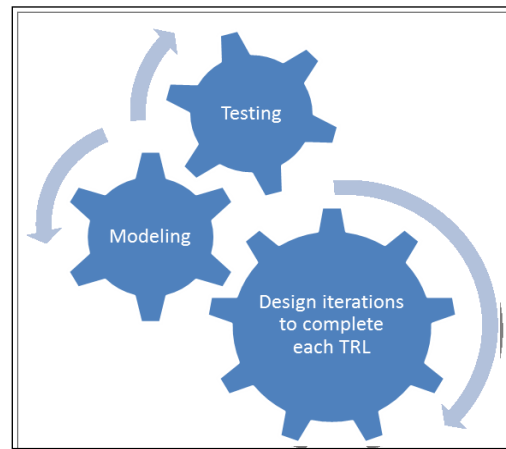 Testing
Modeling
Design iterations
to complete
each TRL